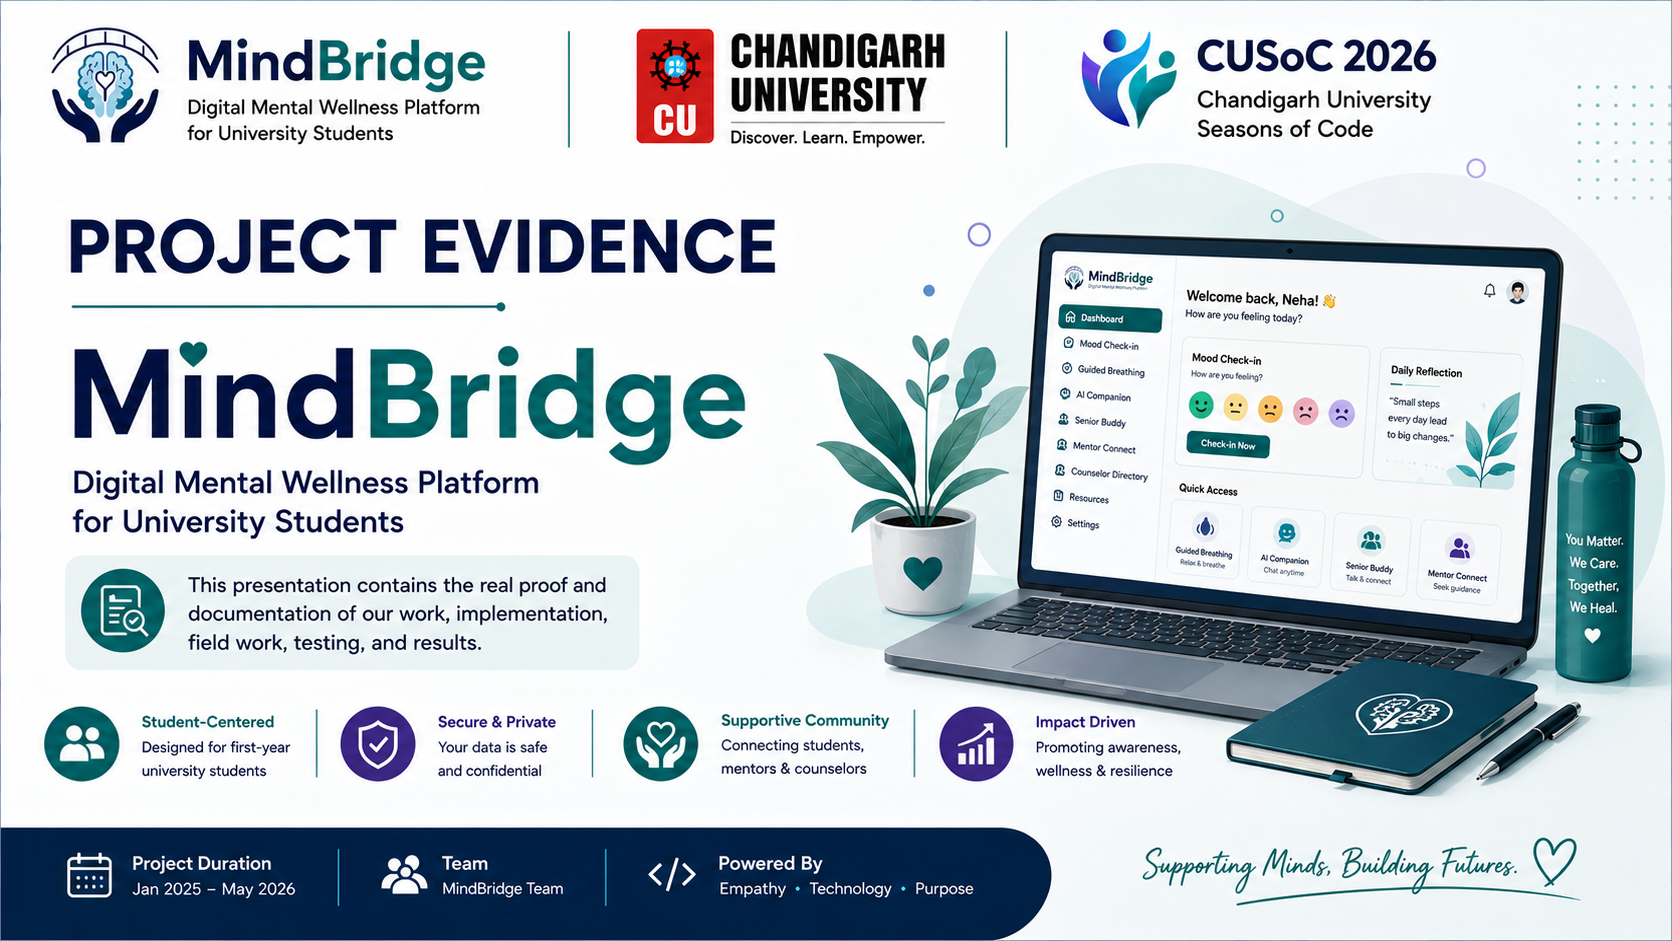 MindBridge
Digital Mental Wellness Platform
for University Students
CU
CHANDIGARH
UNIVERSITY
Discover. Learn. Empower.
CUSoC 2026
Chandigarh University
Seasons of Code
PROJECT EVIDENCE
MindBridge
Digital Mental Wellness Platform
for University Students
This presentation contains the real proof and
documentation of our work, implementation,
field work, testing, and results.
MindBridge
Digital Mental Wellness Platform
Dashboard
Mood Check-in
Guided Breathing
AI Companion
Senior Buddy
Mentor Connect
Counselor Directory
Resources
Settings
Welcome back, Neha! 👋
How are you feeling today?
Mood Check-in
How are you feeling?
Check-in Now
Daily Reflection
"Small steps
every day lead
to big changes."
Quick Access
Guided Breathing
Relax & breathe
AI Companion
Chat anytime
Senior Buddy
Talk & connect
Mentor Connect
Seek guidance
You Matter.
We Care.
Together,
We Heal.
Student-Centered
Designed for first-year
university students
Secure & Private
Your data is safe
and confidential
Supportive Community
Connecting students,
mentors & counselors
Impact Driven
Promoting awareness,
wellness & resilience
Project Duration
Jan 2025 – May 2026
Team
MindBridge Team
</>
Powered By
Empathy • Technology • Purpose
Supporting Minds, Building Futures.